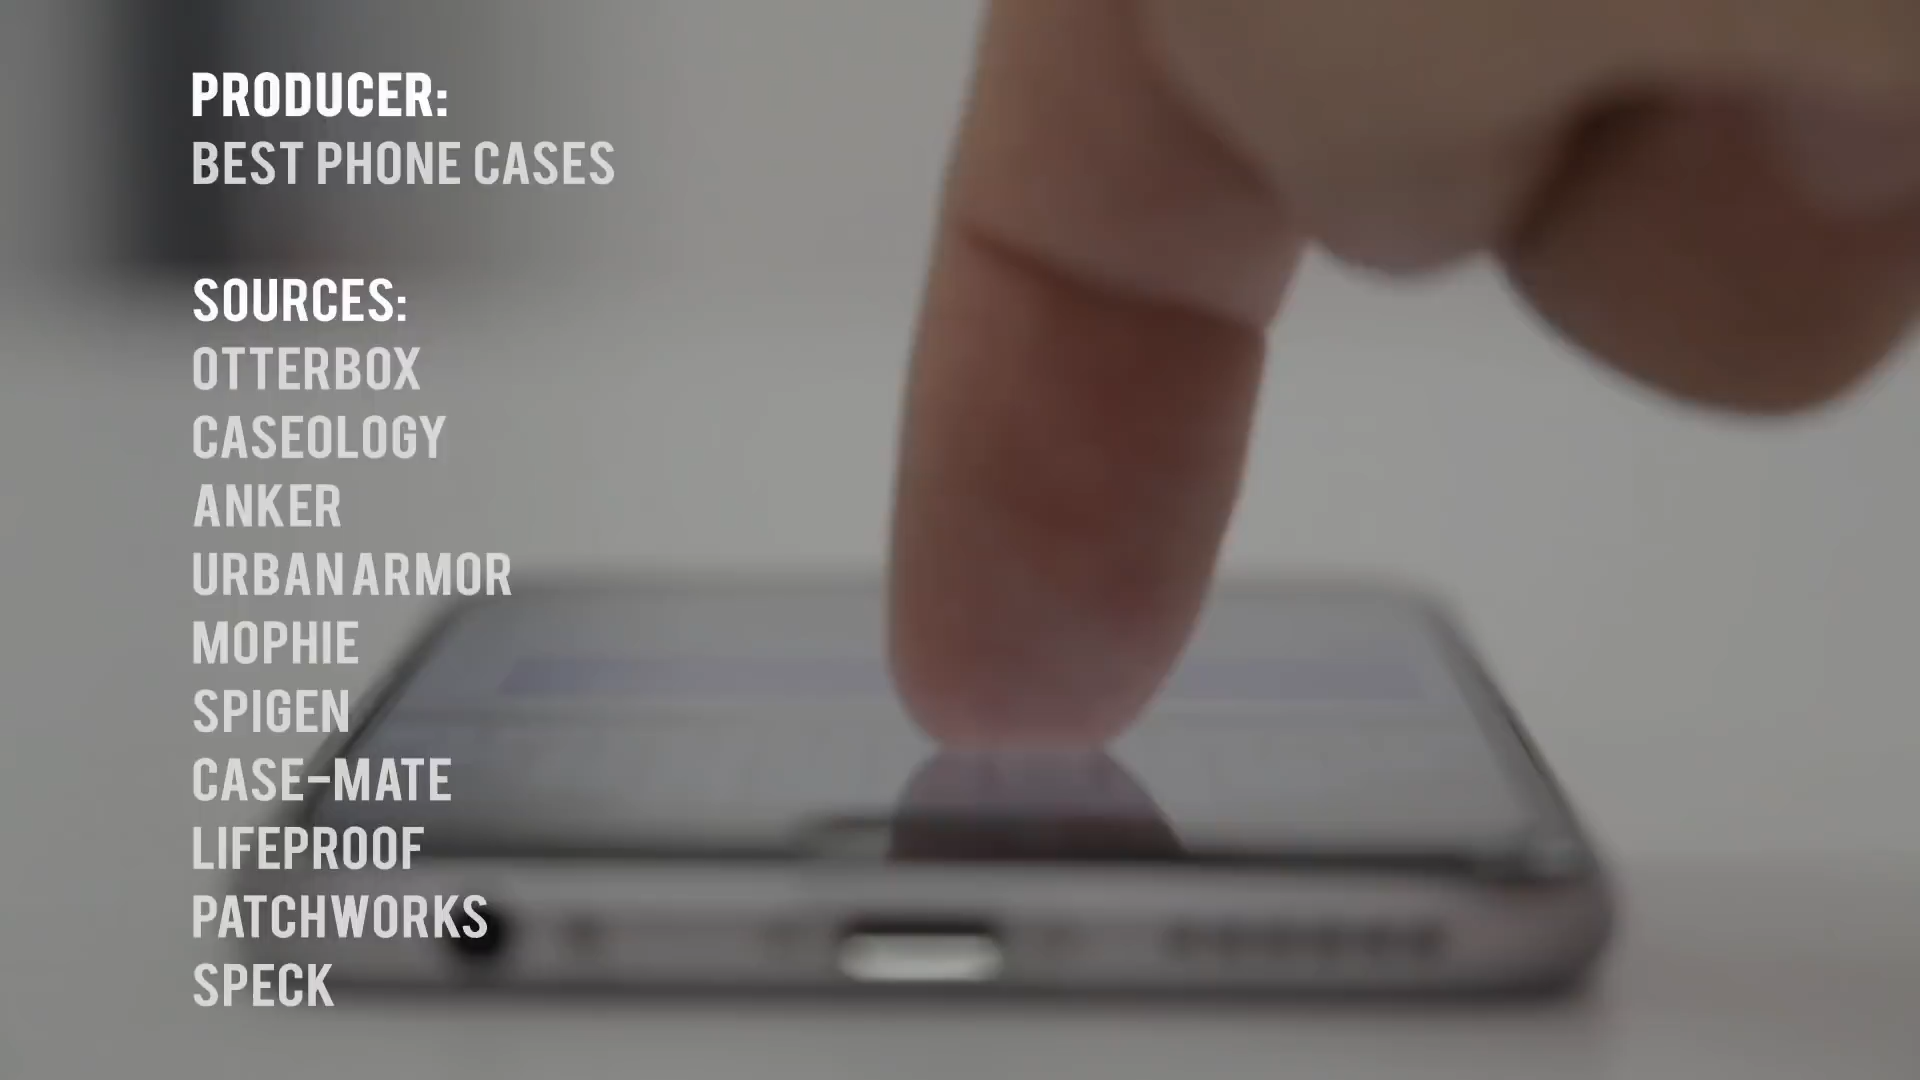 PRODUCER:
BEST PHONE CASES
SOURCES:
OTTERBOX
CASEOLOGY
ANKER
URBAN ARMOR
MOPHIE
SPIGEN
CASE-MATE
LIFEPROOF
PATCHWORKS
SPECK